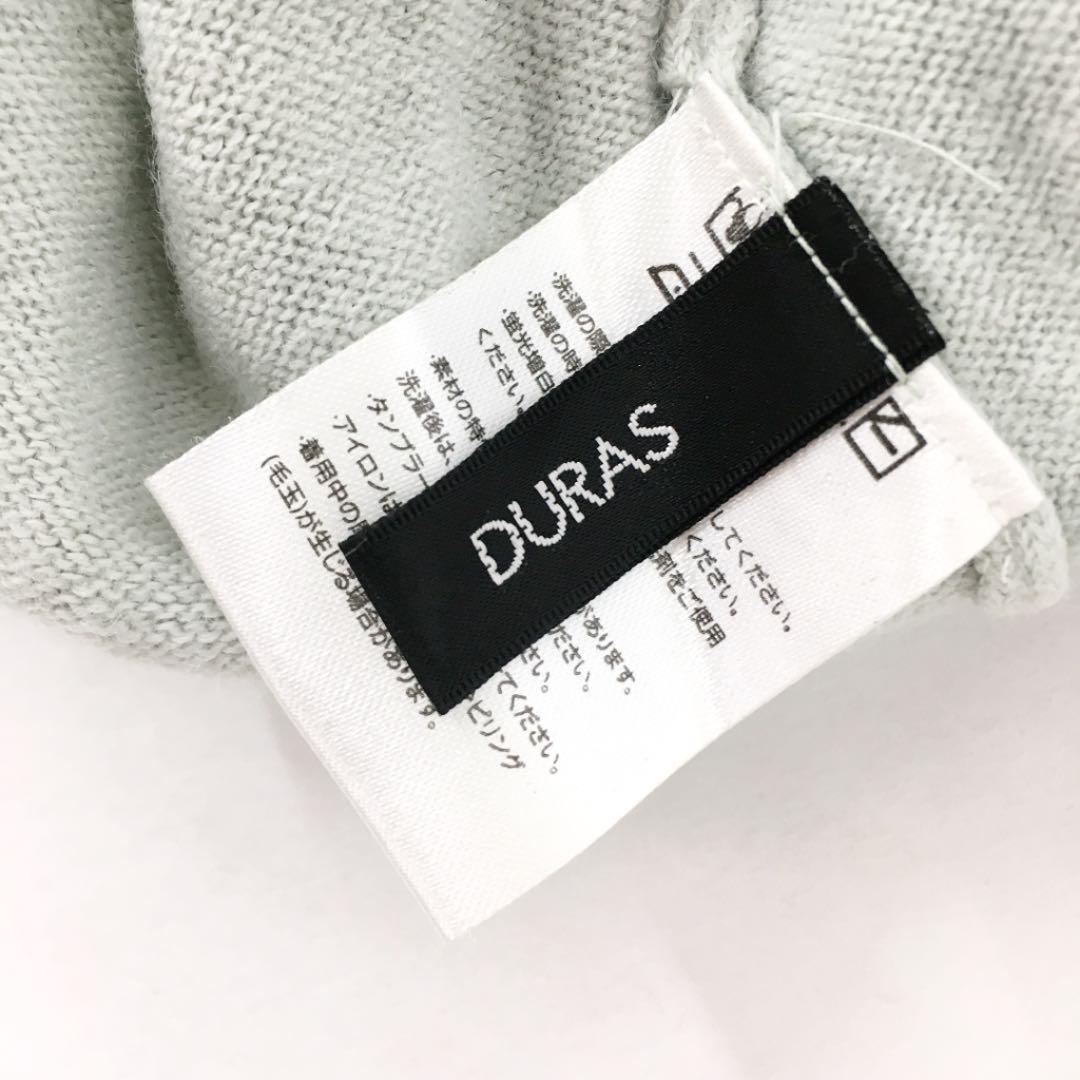 DURAS
・洗濯の際 してください。
・洗濯の時 ください。
・蛍光増白 剤をご使用
ください。
・素材の特 があります。
洗濯後は、 ださい。
・タンブラー ださい。
アイロンは てください。
・着用中の ピリング
(毛玉)が生じる場合があります。